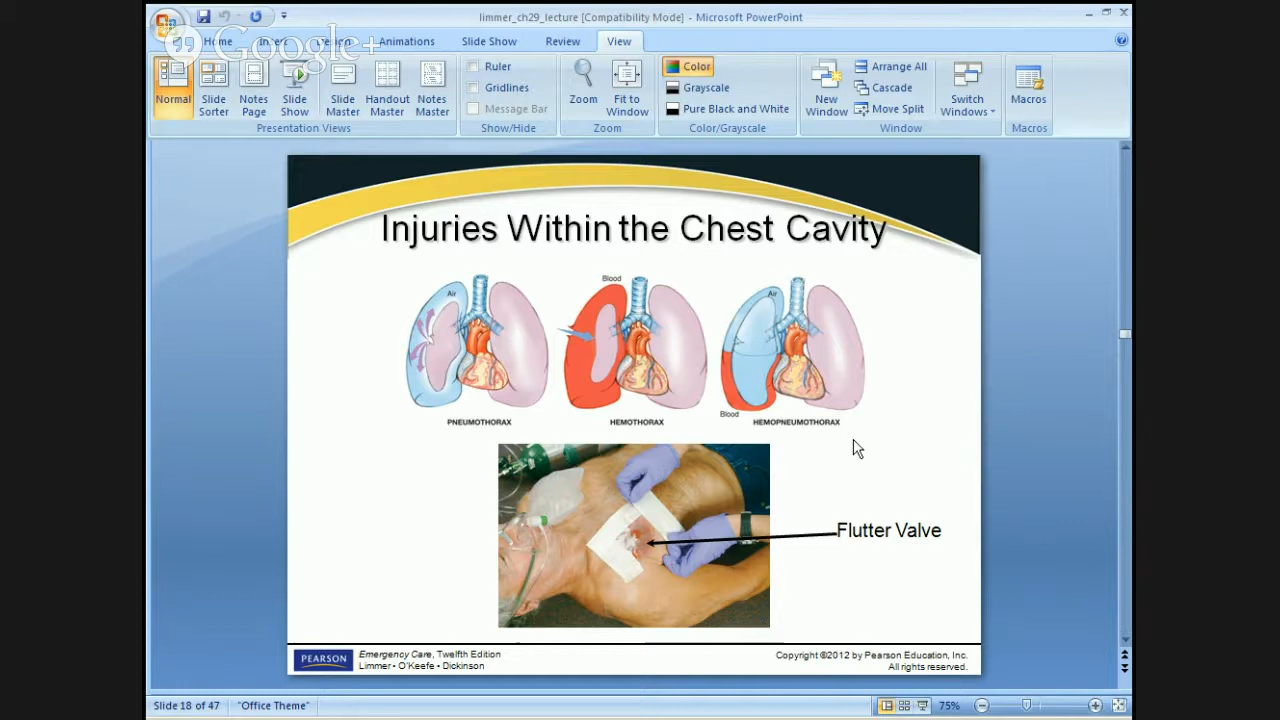 limmer_ch29_lecture [Compatibility Mode] - Microsoft PowerPoint
Google+
Home Insert Design Animations Slide Show Review View
Normal
Slide Sorter
Notes Page
Slide Show
Slide Master
Handout Master
Notes Master
Presentation Views
Ruler
Gridlines
Message Bar
Show/Hide
Zoom
Fit to Window
Zoom
Color
Grayscale
Pure Black and White
Color/Grayscale
New Window
Arrange All
Cascade
Move Split
Switch Windows
Window
Macros
Macros
Injuries Within the Chest Cavity
Air
Blood
Air
Blood
PNEUMOTHORAX
HEMOTHORAX
HEMOPNEUMOTHORAX
Flutter Valve
PEARSON
Emergency Care, Twelfth Edition
Limmer • O'Keefe • Dickinson
Copyright ©2012 by Pearson Education, Inc.
All rights reserved.
Slide 18 of 47
"Office Theme"
75%